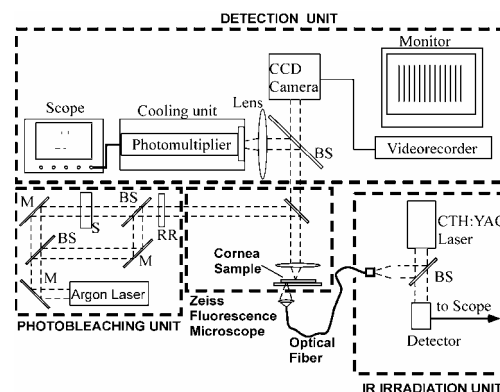 DETECTION UNIT
Monitor
CCD
Camera
Lens
Cooling unit
Scope
Photomultiplier
BS
Videorecorder
M
BS
S
RR
BS
M
M
Argon Laser
PHOTOBLEACHING UNIT
Cornea
Sample
Zeiss
Fluorescence
Microscope
Optical
Fiber
CTH:YAG
Laser
BS
to Scope
Detector
IR IRRADIATION UNIT